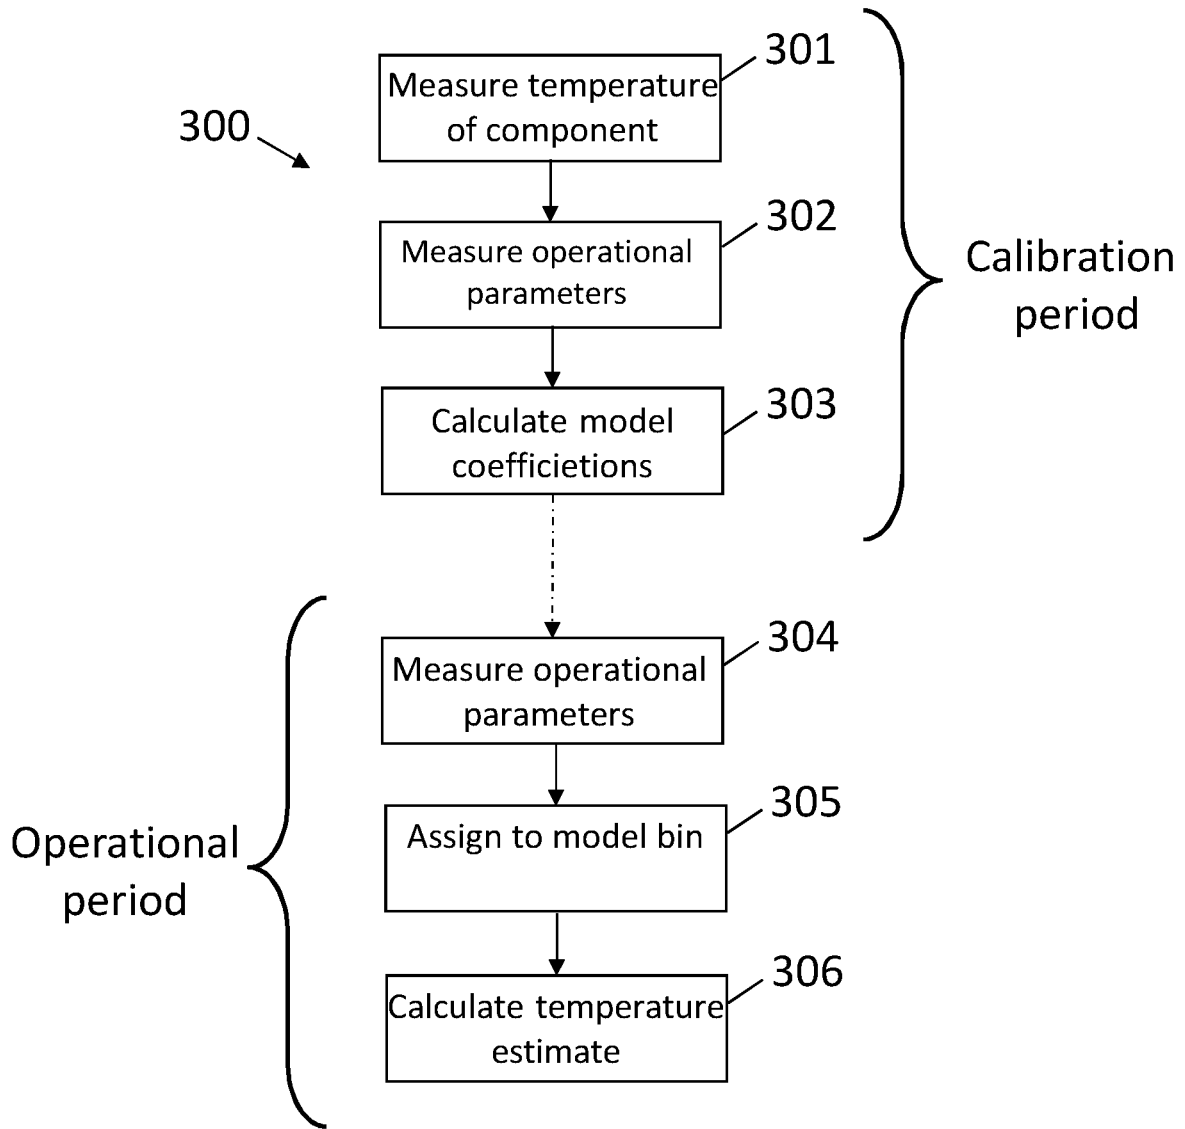 301
Measure temperature
of component
300
302
Measure operational
parameters
Calibration
period
303
Calculate model
coefficietions
304
Measure operational
parameters
305
Assign to model bin
Operational
period
306
Calculate temperature
estimate